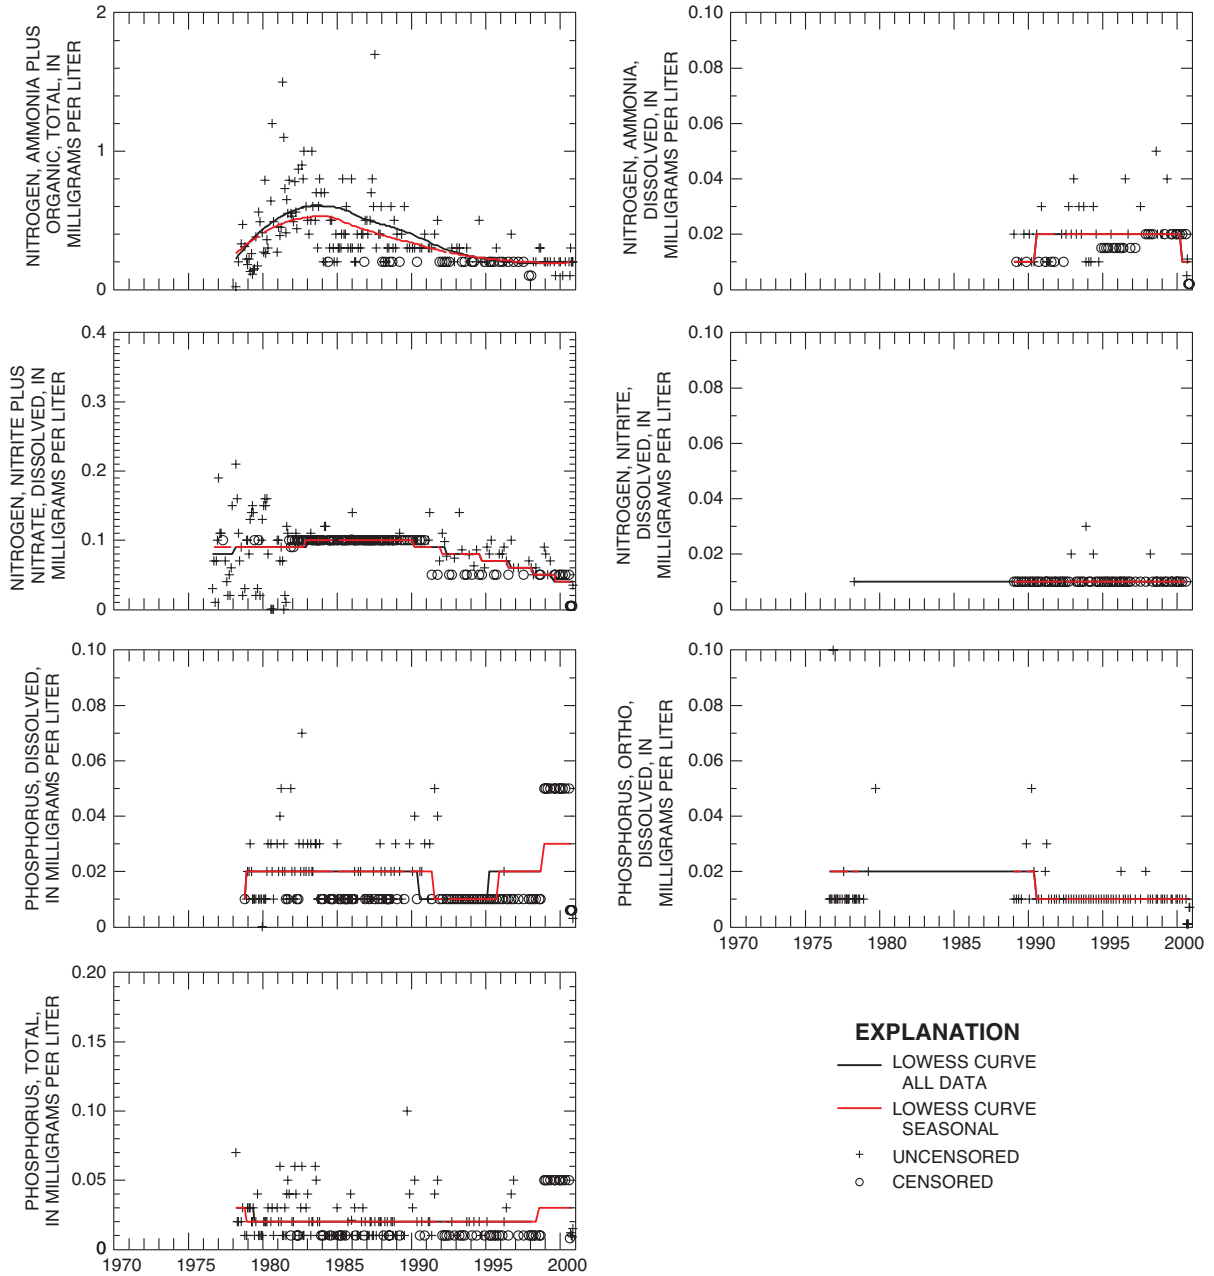 NITROGEN, AMMONIA PLUS
ORGANIC, TOTAL, IN
MILLIGRAMS PER LITER
2
1
0
NITROGEN, AMMONIA,
DISSOLVED, IN
MILLIGRAMS PER LITER
0.10
0.08
0.06
0.04
0.02
0
NITROGEN, NITRITE PLUS
NITRATE, DISSOLVED, IN
MILLIGRAMS PER LITER
0.4
0.3
0.2
0.1
0
NITROGEN, NITRITE,
DISSOLVED, IN
MILLIGRAMS PER LITER
0.10
0.08
0.06
0.04
0.02
0
PHOSPHORUS, DISSOLVED,
IN MILLIGRAMS PER LITER
0.10
0.08
0.06
0.04
0.02
0
PHOSPHORUS, ORTHO,
DISSOLVED, IN
MILLIGRAMS PER LITER
0.10
0.08
0.06
0.04
0.02
0
1970 1975 1980 1985 1990 1995 2000
PHOSPHORUS, TOTAL,
IN MILLIGRAMS PER LITER
0.20
0.15
0.10
0.05
0
1970 1975 1980 1985 1990 1995 2000
EXPLANATION
LOWESS CURVE
ALL DATA
LOWESS CURVE
SEASONAL
UNCENSORED
CENSORED